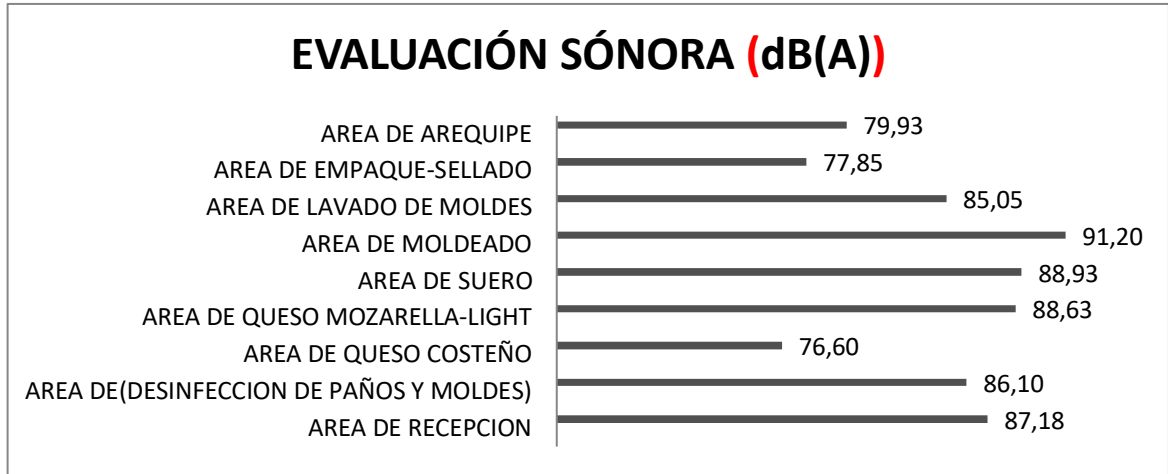 EVALUACIÓN SÓNORA (dB(A))
AREA DE AREQUIPE 79,93
AREA DE EMPAQUE-SELLADO 77,85
AREA DE LAVADO DE MOLDES 85,05
AREA DE MOLDEADO 91,20
AREA DE SUERO 88,93
AREA DE QUESO MOZARELLA-LIGHT 88,63
AREA DE QUESO COSTEÑO 76,60
AREA DE(DESINFECCION DE PAÑOS Y MOLDES) 86,10
AREA DE RECEPCION 87,18